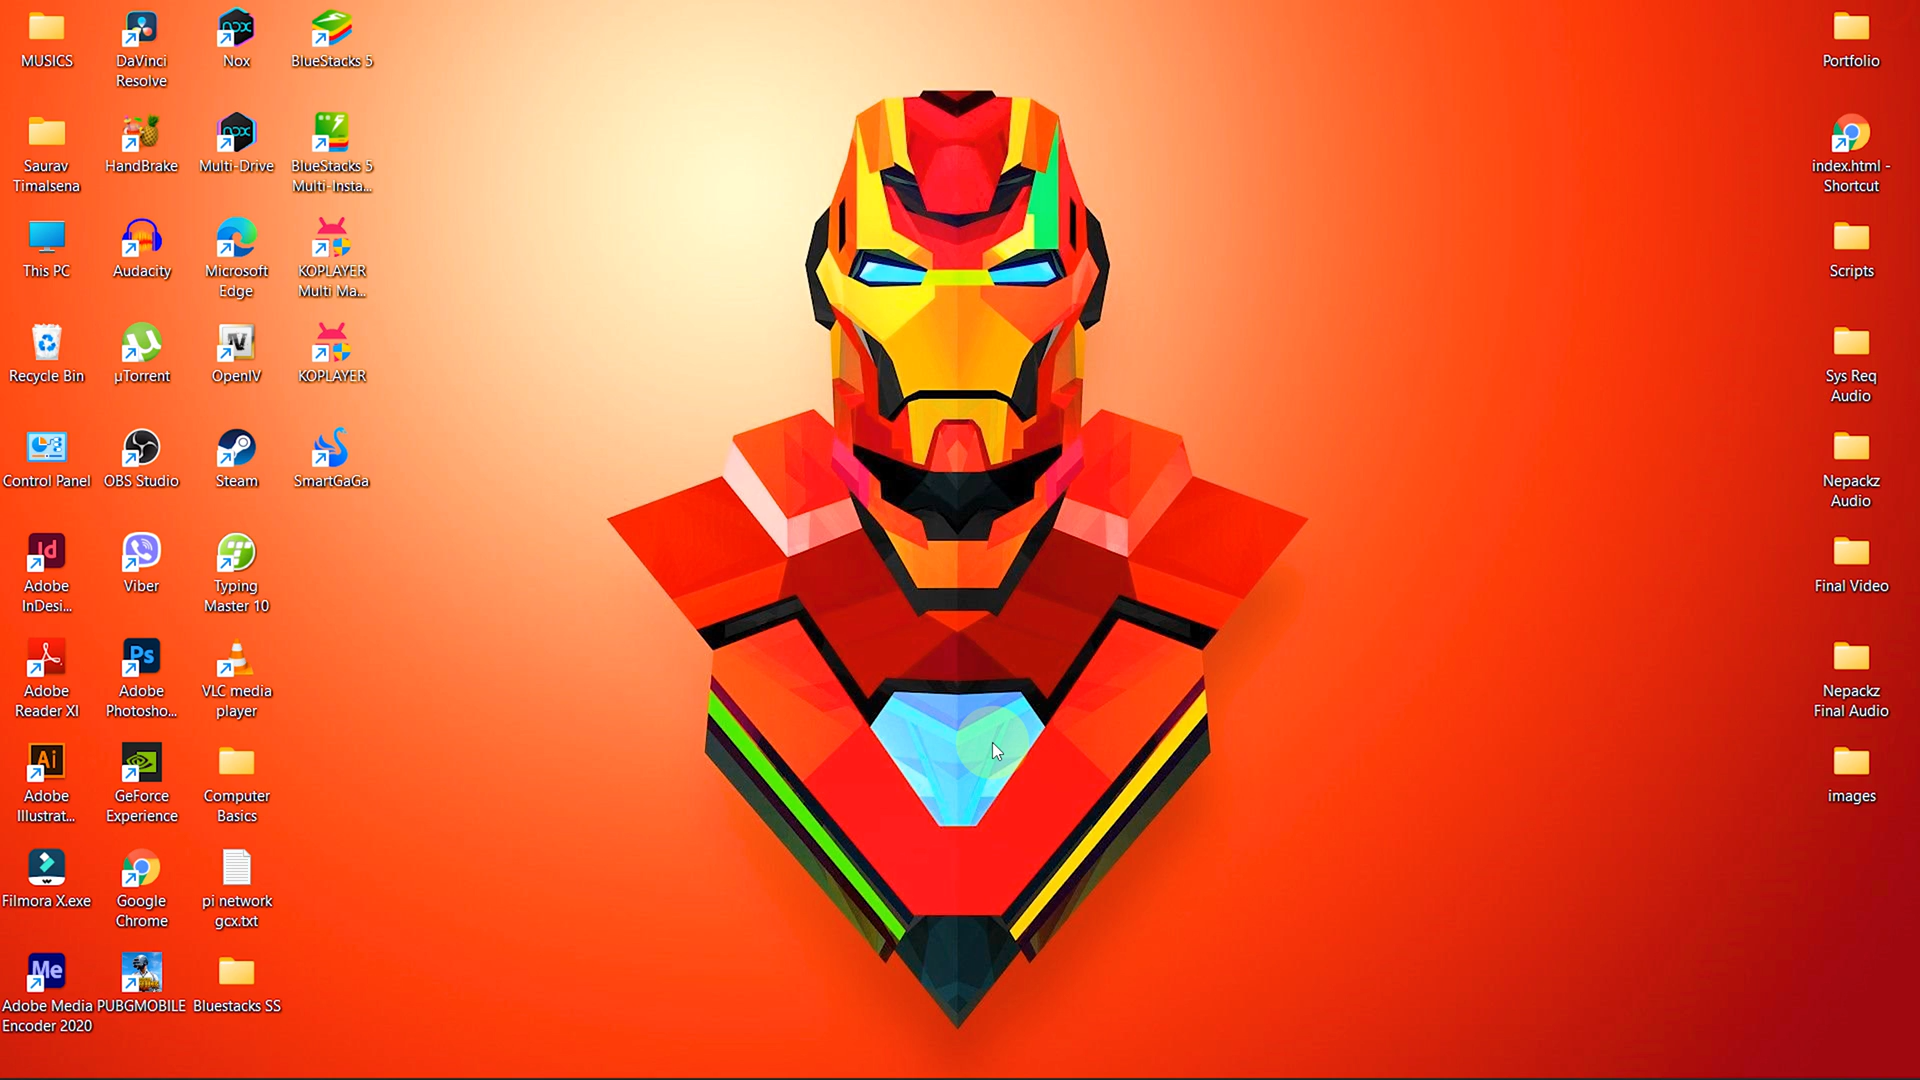 MUSICS
DaVinci
Resolve
Nox
BlueStacks 5
Portfolio
Saurav
Timalsena
HandBrake
Multi-Drive
BlueStacks 5
Multi-Insta...
index.html -
Shortcut
This PC
Audacity
Microsoft
Edge
KOPLAYER
Multi Ma...
Scripts
Recycle Bin
µTorrent
OpenIV
KOPLAYER
Sys Req
Audio
Control Panel
OBS Studio
Steam
SmartGaGa
Nepackz
Audio
Id
Adobe
InDesi...
Viber
Typing
Master 10
Final Video
Adobe
Reader XI
Ps
Adobe
Photosho...
VLC media
player
Nepackz
Final Audio
Ai
Adobe
Illustrat...
GeForce
Experience
Computer
Basics
images
Filmora X.exe
Google
Chrome
pi network
gcx.txt
Me
Adobe Media
Encoder 2020
PUBGMOBILE
Bluestacks SS